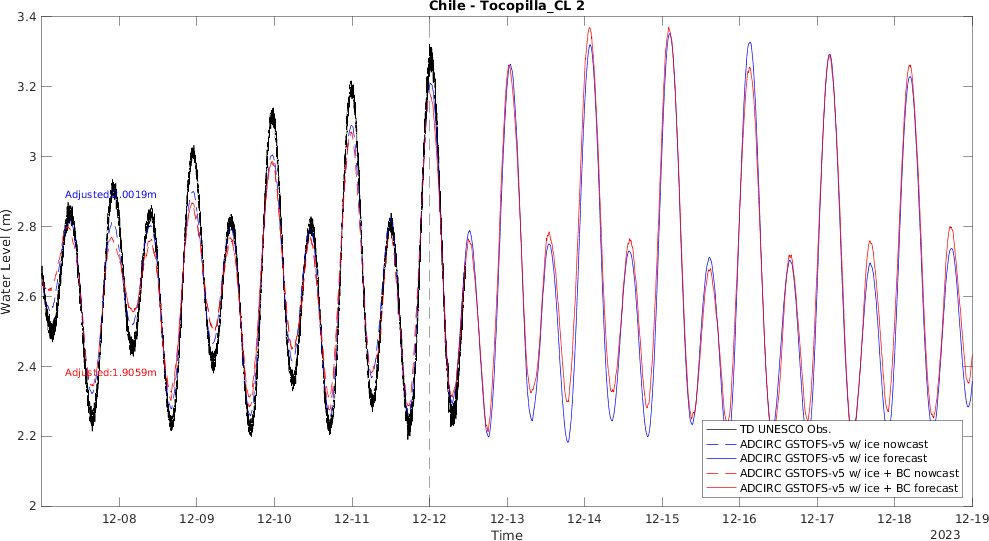 Chile - Tocopilla_CL 2
3.4
3.2
3
2.8
2.6
2.4
2.2
2
Water Level (m)
Adjusted: .0019m
Adjusted:1.9059m
TD UNESCO Obs.
ADCIRC GSTOFS-v5 w/ ice nowcast
ADCIRC GSTOFS-v5 w/ ice forecast
ADCIRC GSTOFS-v5 w/ ice + BC nowcast
ADCIRC GSTOFS-v5 w/ ice + BC forecast
12-08 12-09 12-10 12-11 12-12 12-13 12-14 12-15 12-16 12-17 12-18 12-19
Time
2023